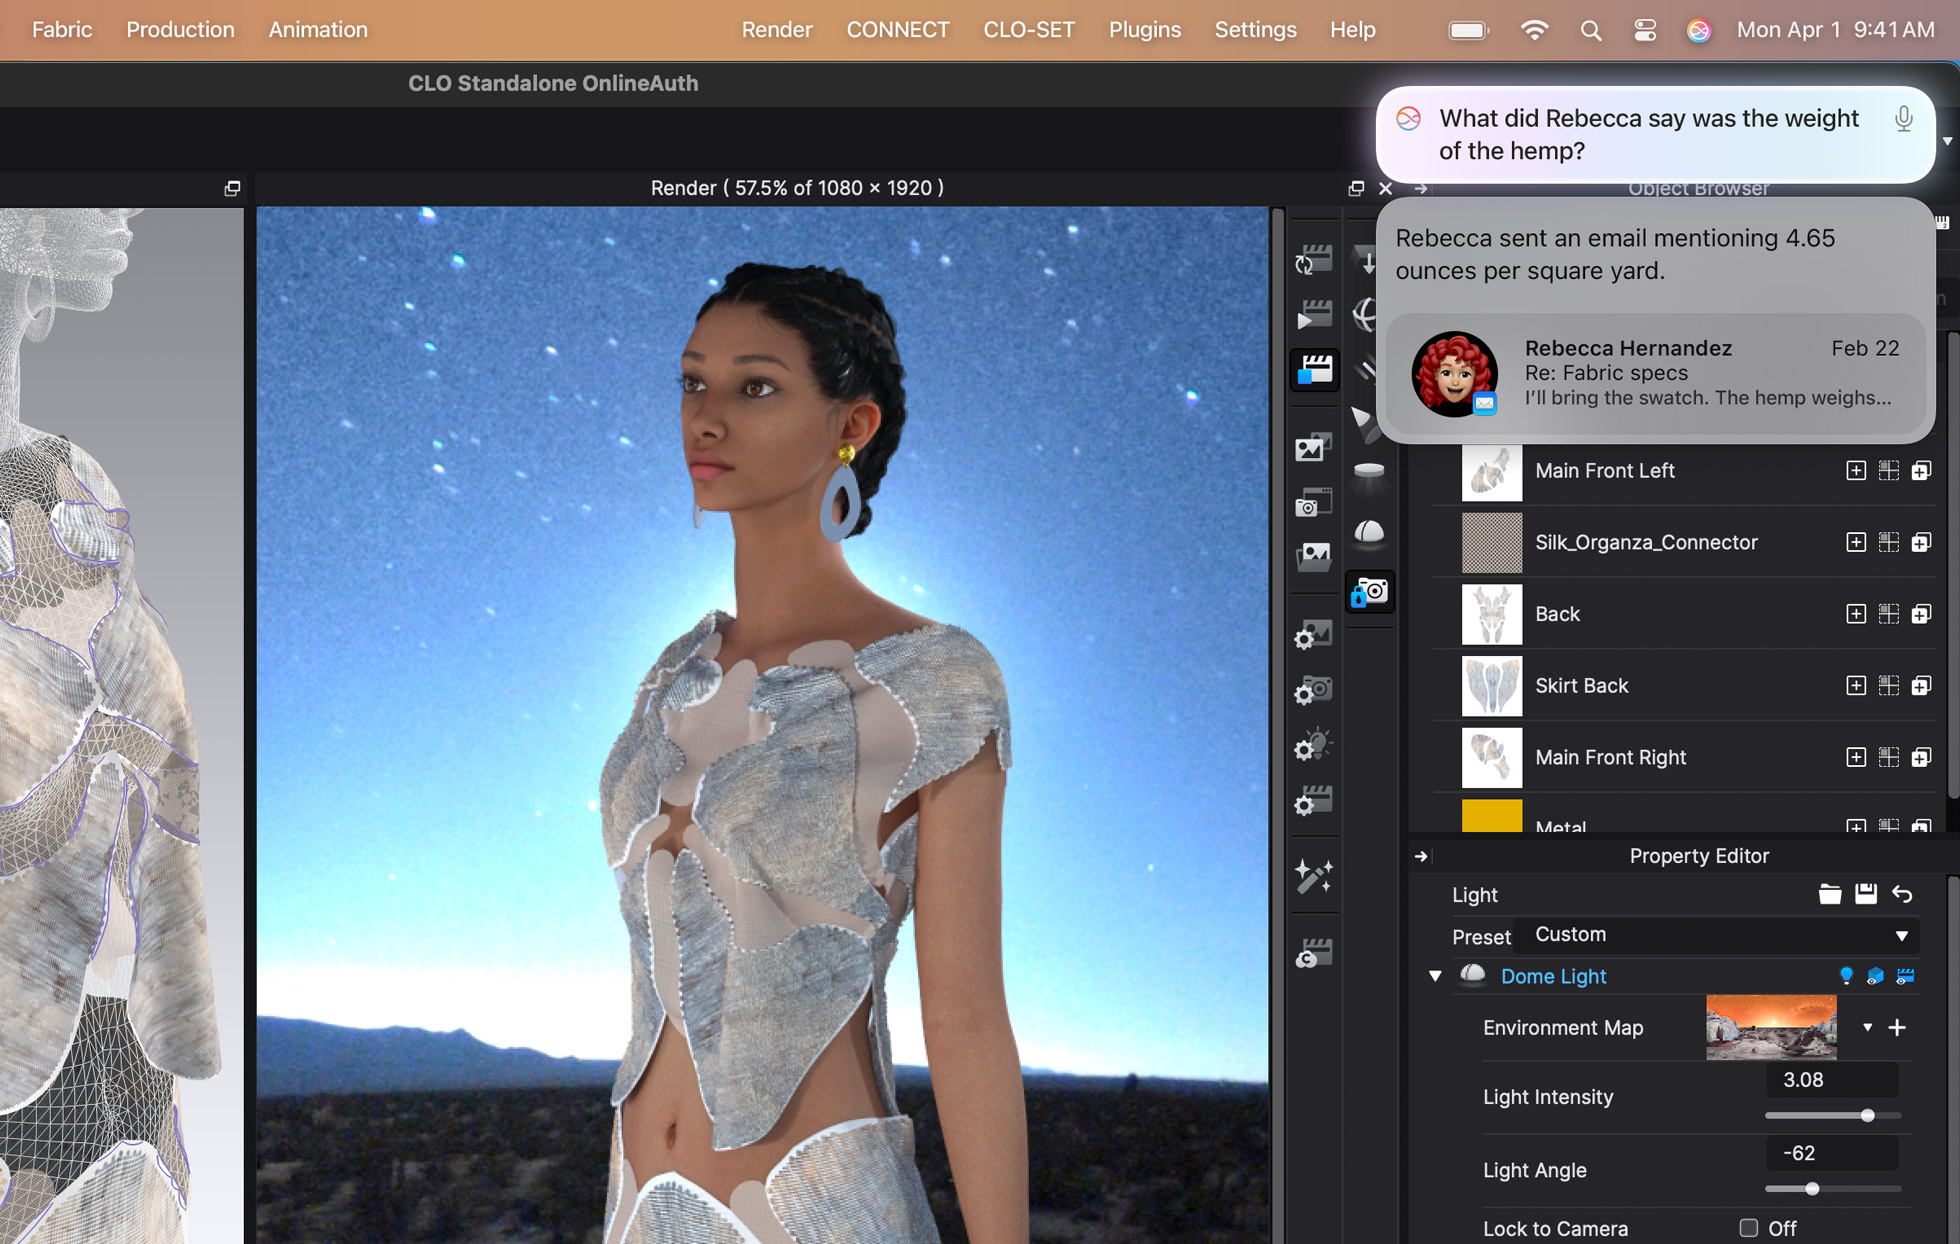 Fabric Production Animation Render CONNECT CLO-SET Plugins Settings Help Mon Apr 1 9:41 AM
CLO Standalone OnlineAuth
What did Rebecca say was the weight
of the hemp?
Render ( 57.5% of 1080 × 1920 )
Object Browser
Rebecca sent an email mentioning 4.65
ounces per square yard.
Rebecca Hernandez Feb 22
Re: Fabric specs
I'll bring the swatch. The hemp weighs...
Main Front Left
Silk_Organza_Connector
Back
Skirt Back
Main Front Right
Metal
Property Editor
Light
Preset Custom
Dome Light
Environment Map
3.08
Light Intensity
-62
Light Angle
Lock to Camera Off